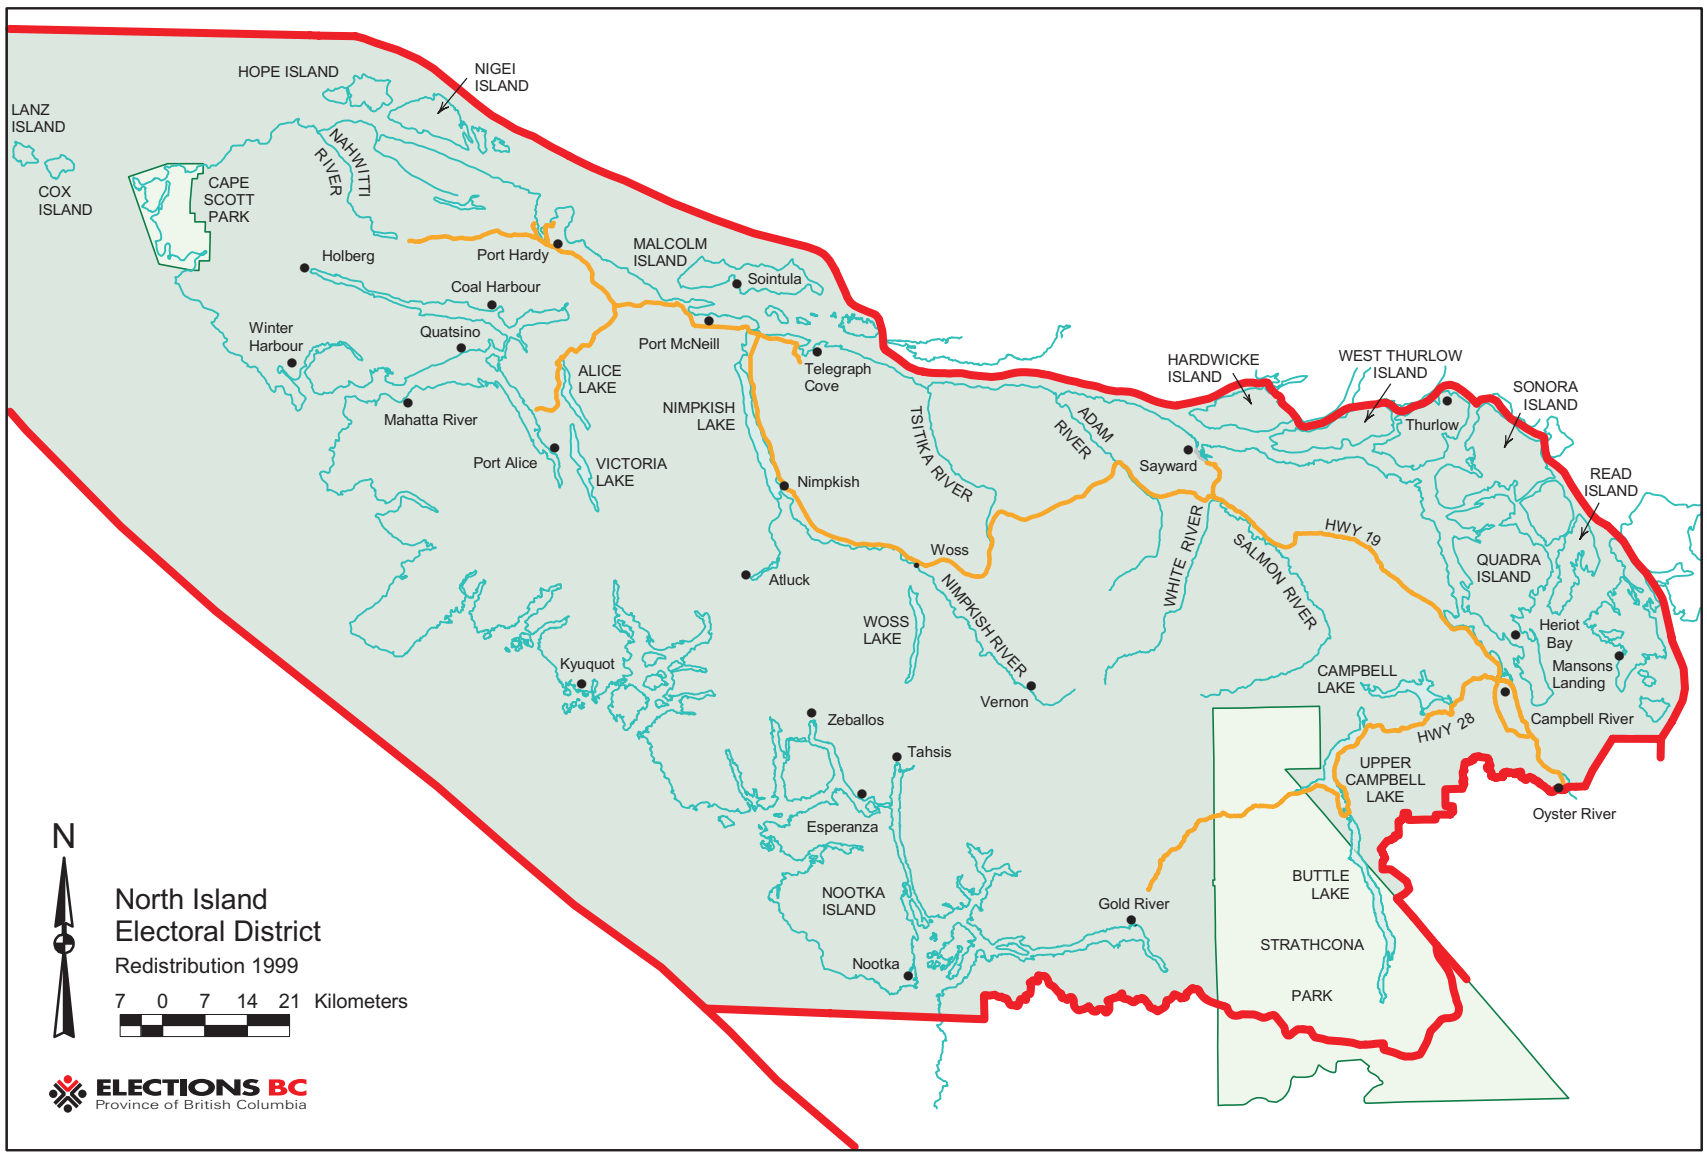 HOPE ISLAND
NIGEI
ISLAND
LANZ
ISLAND
COX
ISLAND
NAHWITTI
RIVER
CAPE
SCOTT
PARK
Holberg
Port Hardy
MALCOLM
ISLAND
Sointula
Coal Harbour
Winter
Harbour
Quatsino
Port McNeill
Telegraph
Cove
ALICE
LAKE
Mahatta River
NIMPKISH
LAKE
HARDWICKE
ISLAND
WEST THURLOW
ISLAND
SONORA
ISLAND
Thurlow
TSITIKA RIVER
ADAM
RIVER
Sayward
Port Alice
VICTORIA
LAKE
Nimpkish
READ
ISLAND
HWY 19
WHITE RIVER
SALMON RIVER
QUADRA
ISLAND
Woss
Atluck
NIMPKISH RIVER
WOSS
LAKE
Heriot
Bay
Mansons
Landing
Kyuquot
Vernon
CAMPBELL
LAKE
Campbell River
HWY 28
Zeballos
Tahsis
UPPER
CAMPBELL
LAKE
Oyster River
Esperanza
BUTTLE
LAKE
NOOTKA
ISLAND
Gold River
STRATHCONA
PARK
Nootka
N
North Island
Electoral District
Redistribution 1999
7 0 7 14 21 Kilometers
ELECTIONS BC
Province of British Columbia